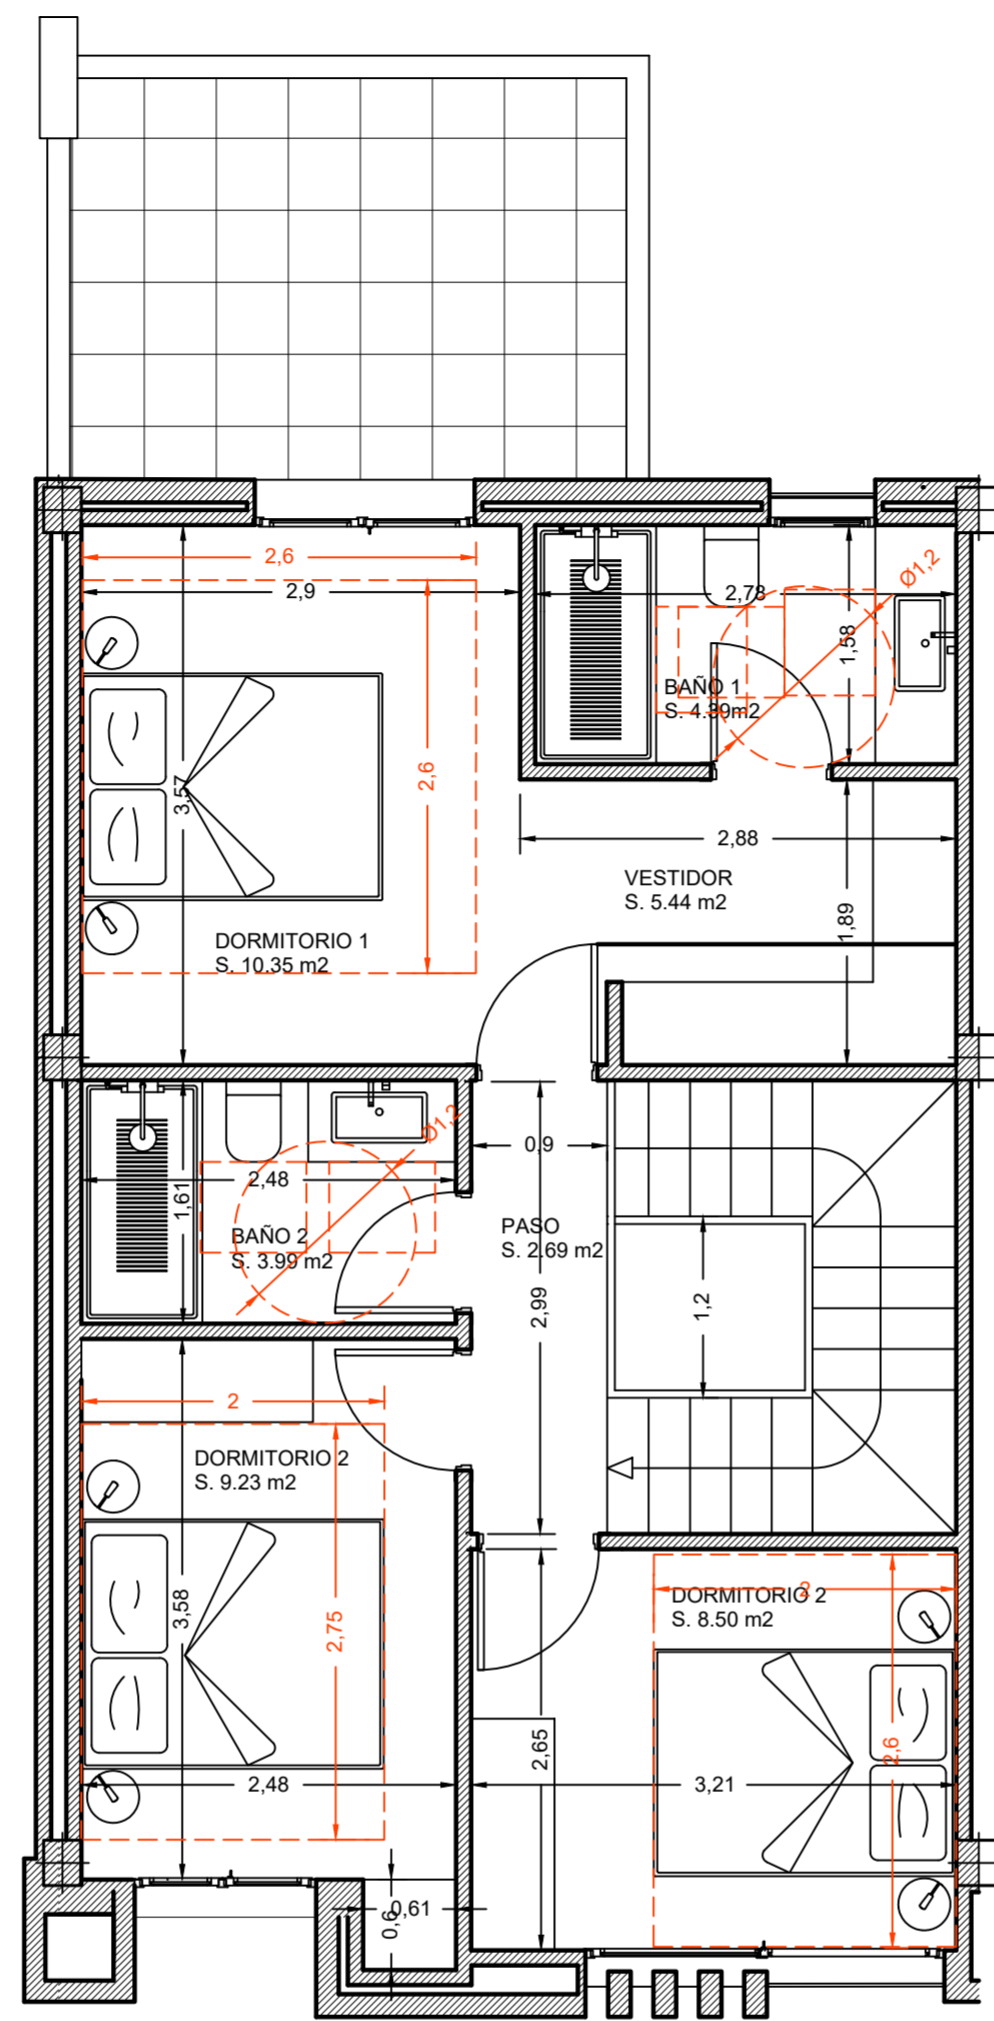 2,6
2,9
2,78
Ø1,2
1,58
BAÑO 1
S. 4.39m2
2,6
3,57
2,88
VESTIDOR
S. 5.44 m2
1,89
DORMITORIO 1
S. 10.35 m2
Ø1,2
0,9
2,48
1,61
BAÑO 2
S. 3.99 m2
PASO
S. 2.69 m2
2,99
1,2
2
DORMITORIO 2
S. 9.23 m2
3,58
2,75
2
DORMITORIO 2
S. 8.50 m2
2,65
2,6
2,48
3,21
0,61
0,6